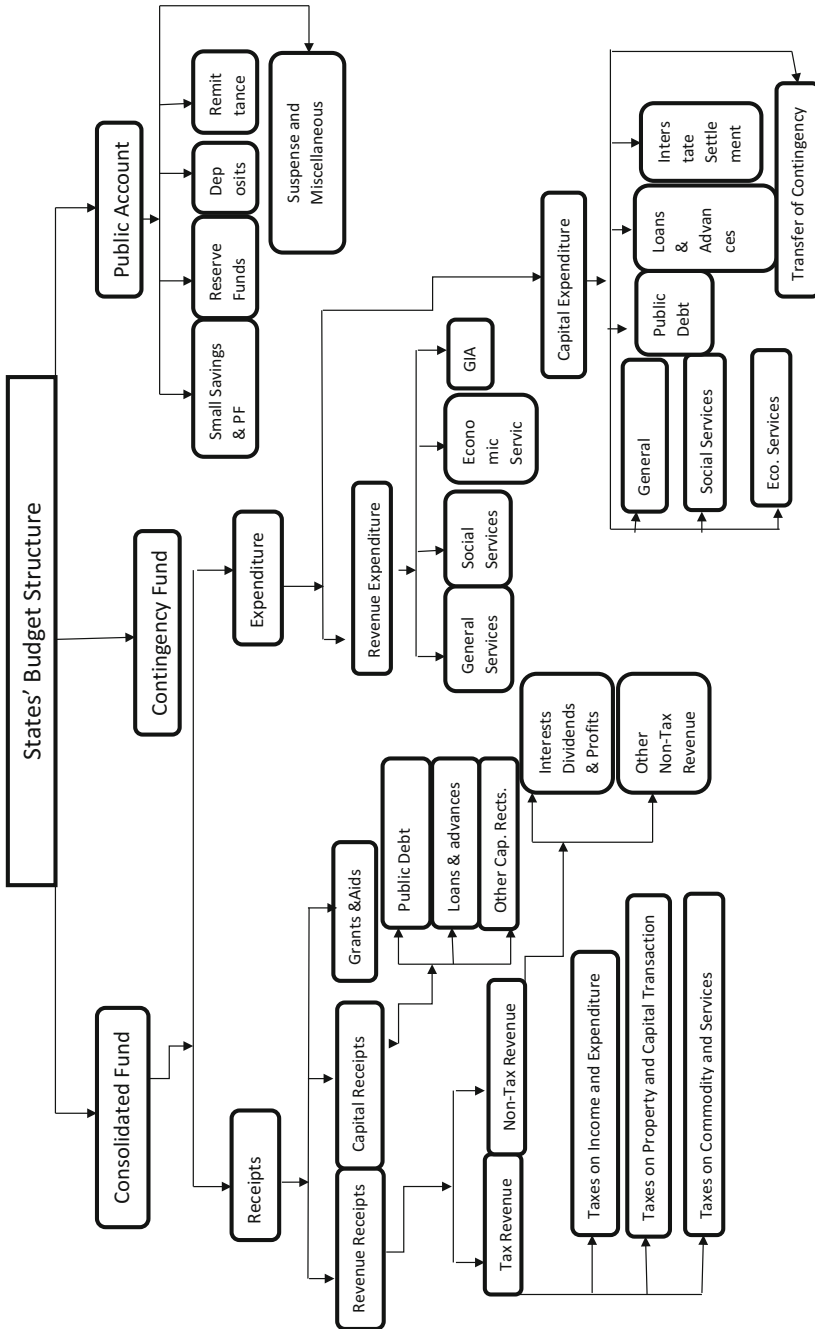 States' Budget Structure
Consolidated Fund
Contingency Fund
Public Account
Small Savings
& PF
Reserve
Funds
Dep
osits
Remit
tance
Suspense and
Miscellaneous
Receipts
Expenditure
Revenue Receipts
Capital Receipts
Grants &Aids
Public Debt
Loans & advances
Other Cap. Rects.
Tax Revenue
Non-Tax Revenue
Interests
Dividends
& Profits
Other
Non-Tax
Revenue
Taxes on Income and Expenditure
Taxes on Property and Capital Transaction
Taxes on Commodity and Services
Revenue Expenditure
General
Services
Social
Services
Econo
mic
Servic
GIA
Capital Expenditure
General
Social Services
Eco. Services
Public
Debt
Loans
&
Advan
ces
Inters
tate
Settle
ment
Transfer of Contingency